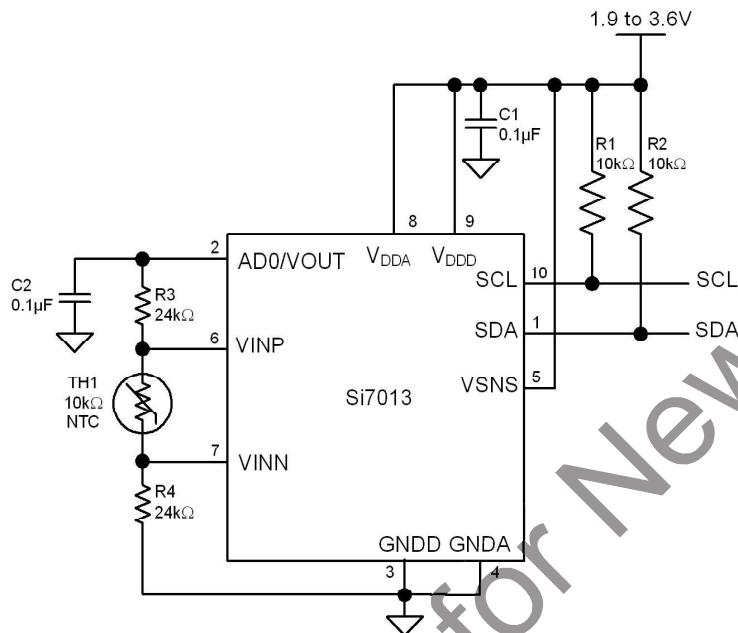 1.9 to 3.6V
C1
0.1µF
R1
10kΩ
R2
10kΩ
8
9
2
AD0/VOUT
VDDA
VDDD
SCL
10
SCL
C2
0.1µF
R3
24kΩ
6
VINP
SDA
1
SDA
TH1
10kΩ
NTC
Si7013
VSNS
5
7
VINN
R4
24kΩ
GNDD
GNDA
3
4
for New